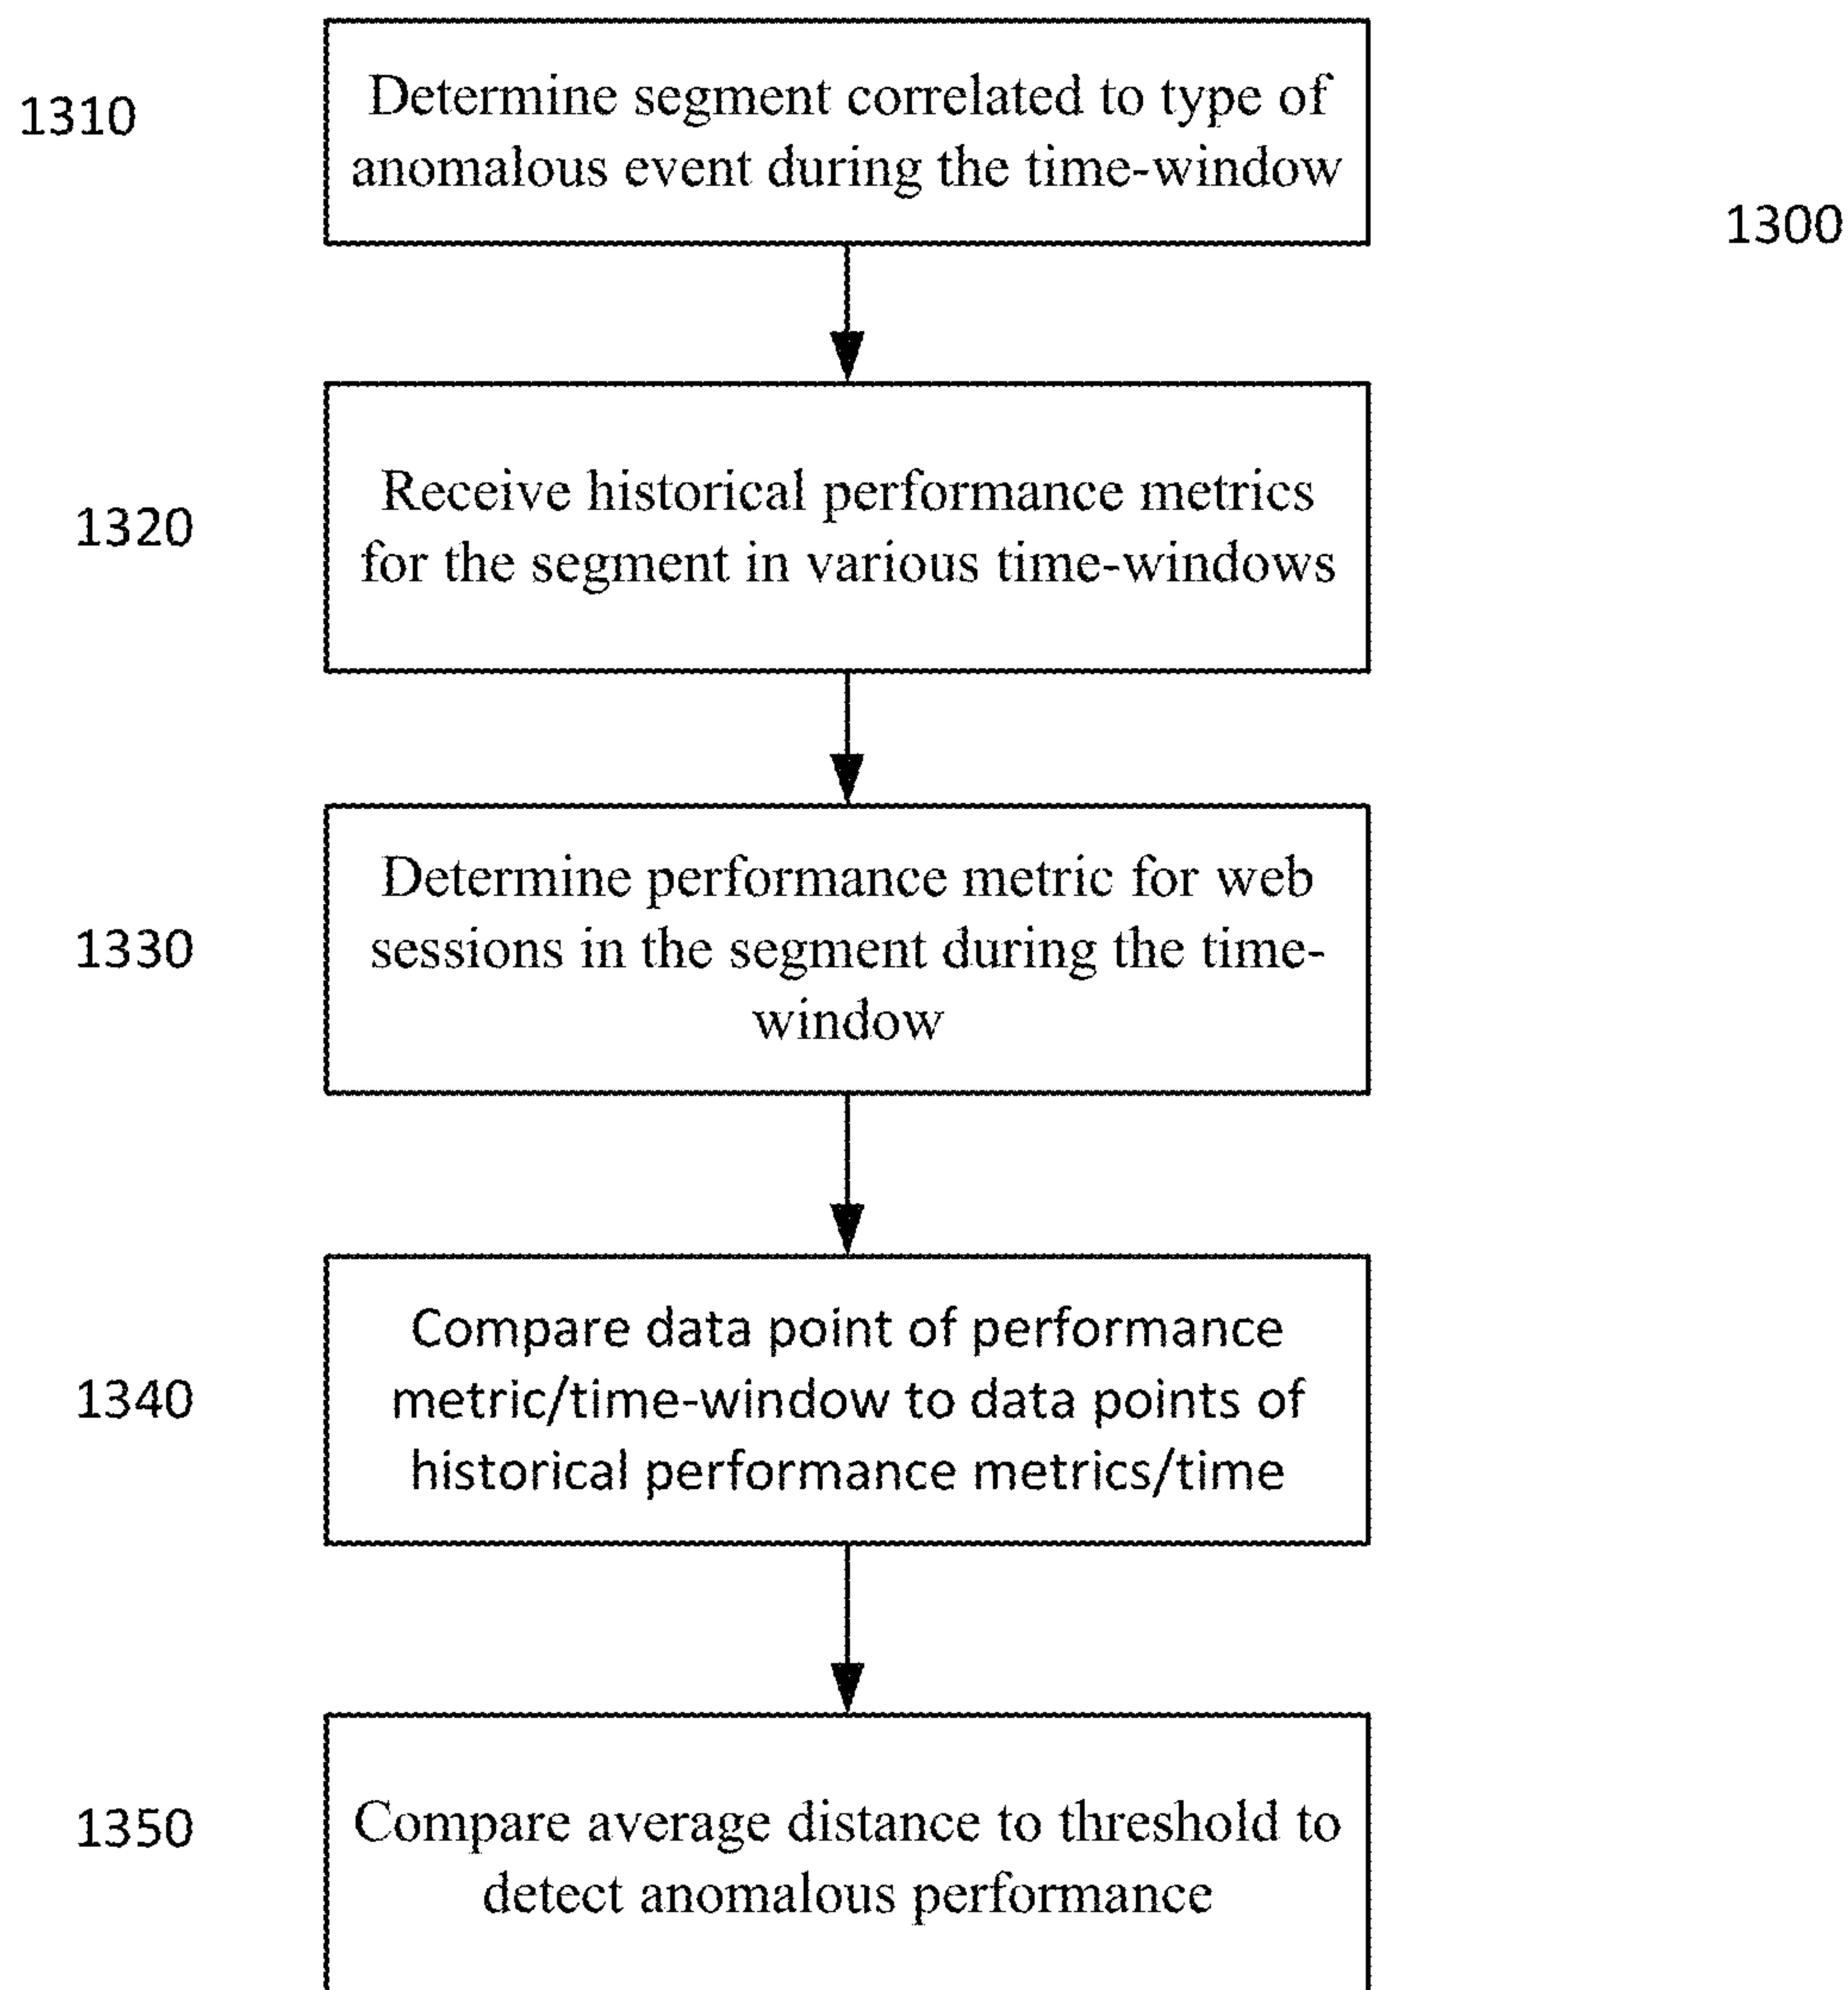 1310
Determine segment correlated to type of
anomalous event during the time-window
1300
1320
Receive historical performance metrics
for the segment in various time-windows
1330
Determine performance metric for web
sessions in the segment during the time-
window
1340
Compare data point of performance
metric/time-window to data points of
historical performance metrics/time
1350
Compare average distance to threshold to
detect anomalous performance